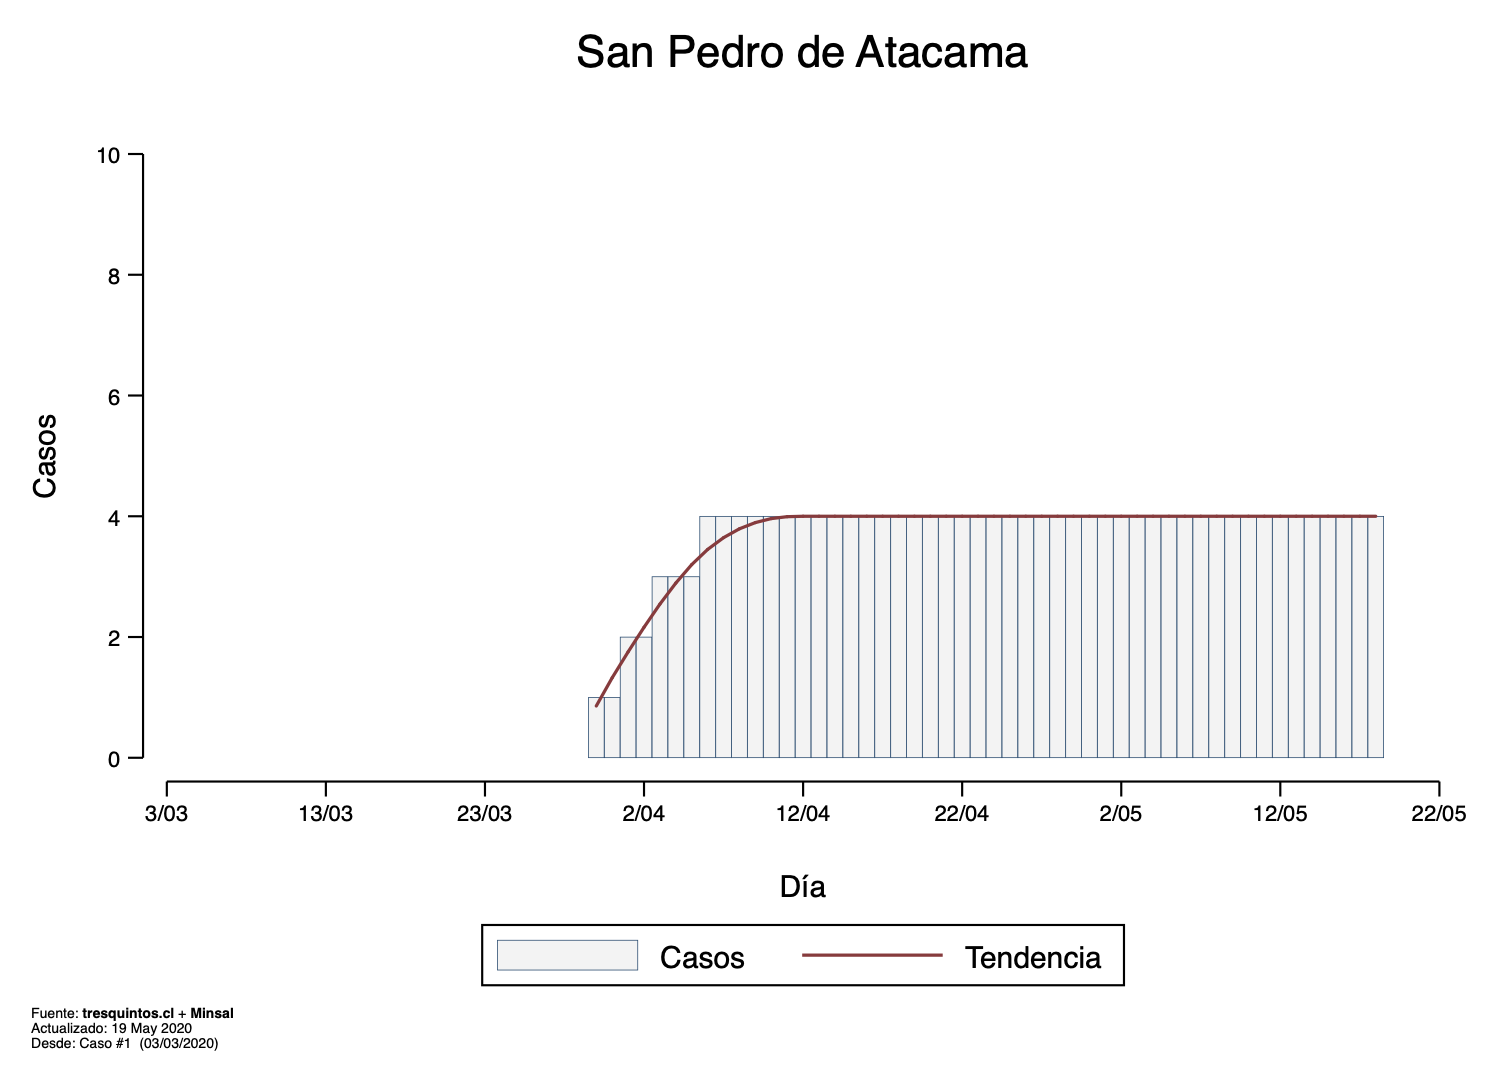 San Pedro de Atacama
10
8
6
4
2
0
Casos
3/03 13/03 23/03 2/04 12/04 22/04 2/05 12/05 22/05
Día
Casos Tendencia
Fuente: tresquintos.cl + Minsal
Actualizado: 19 May 2020
Desde: Caso #1 (03/03/2020)